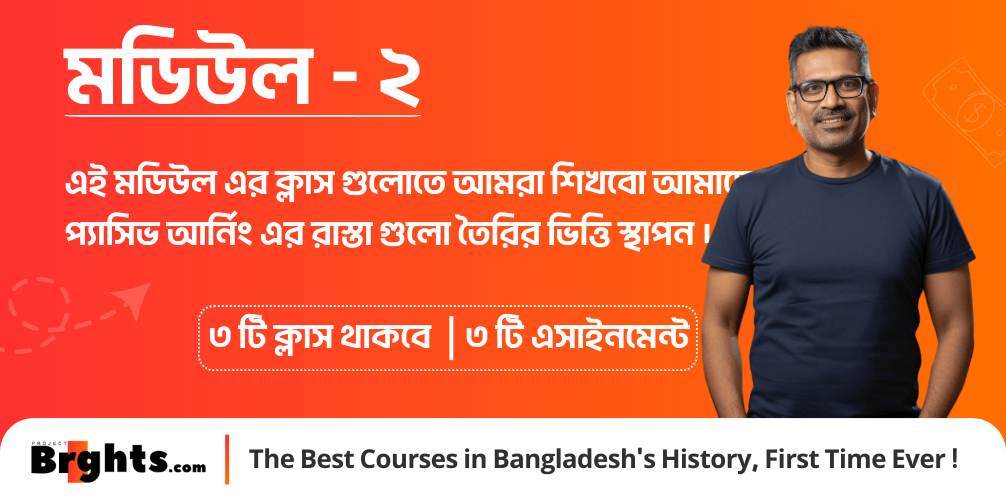 মডিউল - ২
এই মডিউল এর ক্লাস গুলোতে আমরা শিখবো
প্যাসিভ আর্নিং এর রাস্তা গুলো তৈরির ভিত্তি স্থাপন।
৩ টি ক্লাস থাকবে | ৩ টি এসাইনমেন্ট
PROJECT
Brghts.com
The Best Courses in Bangladesh's History, First Time Ever !